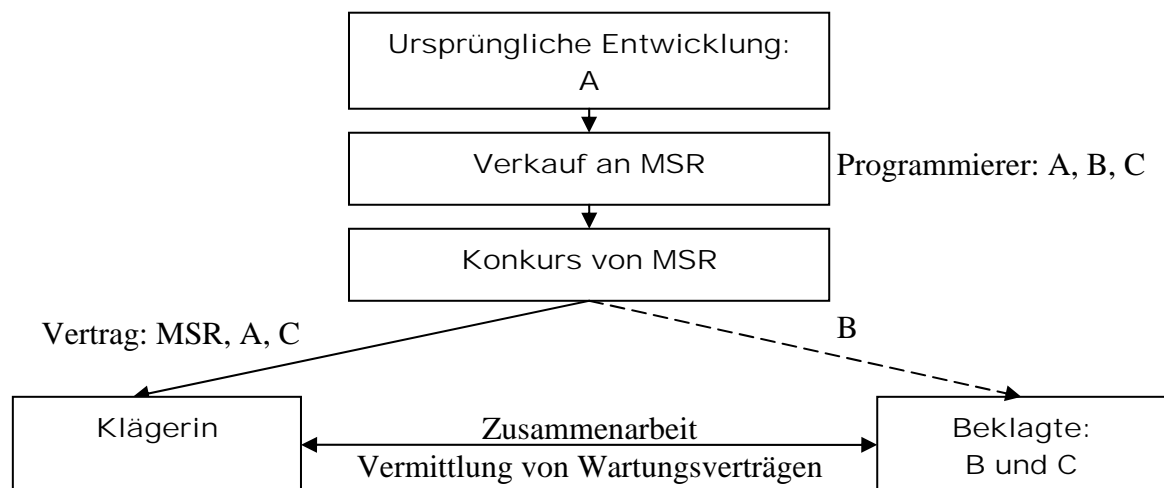 Ursprüngliche Entwicklung:
A
Verkauf an MSR
Programmierer: A, B, C
Konkurs von MSR
Vertrag: MSR, A, C
B
Klägerin
Zusammenarbeit
Vermittlung von Wartungsverträgen
Beklagte:
B und C